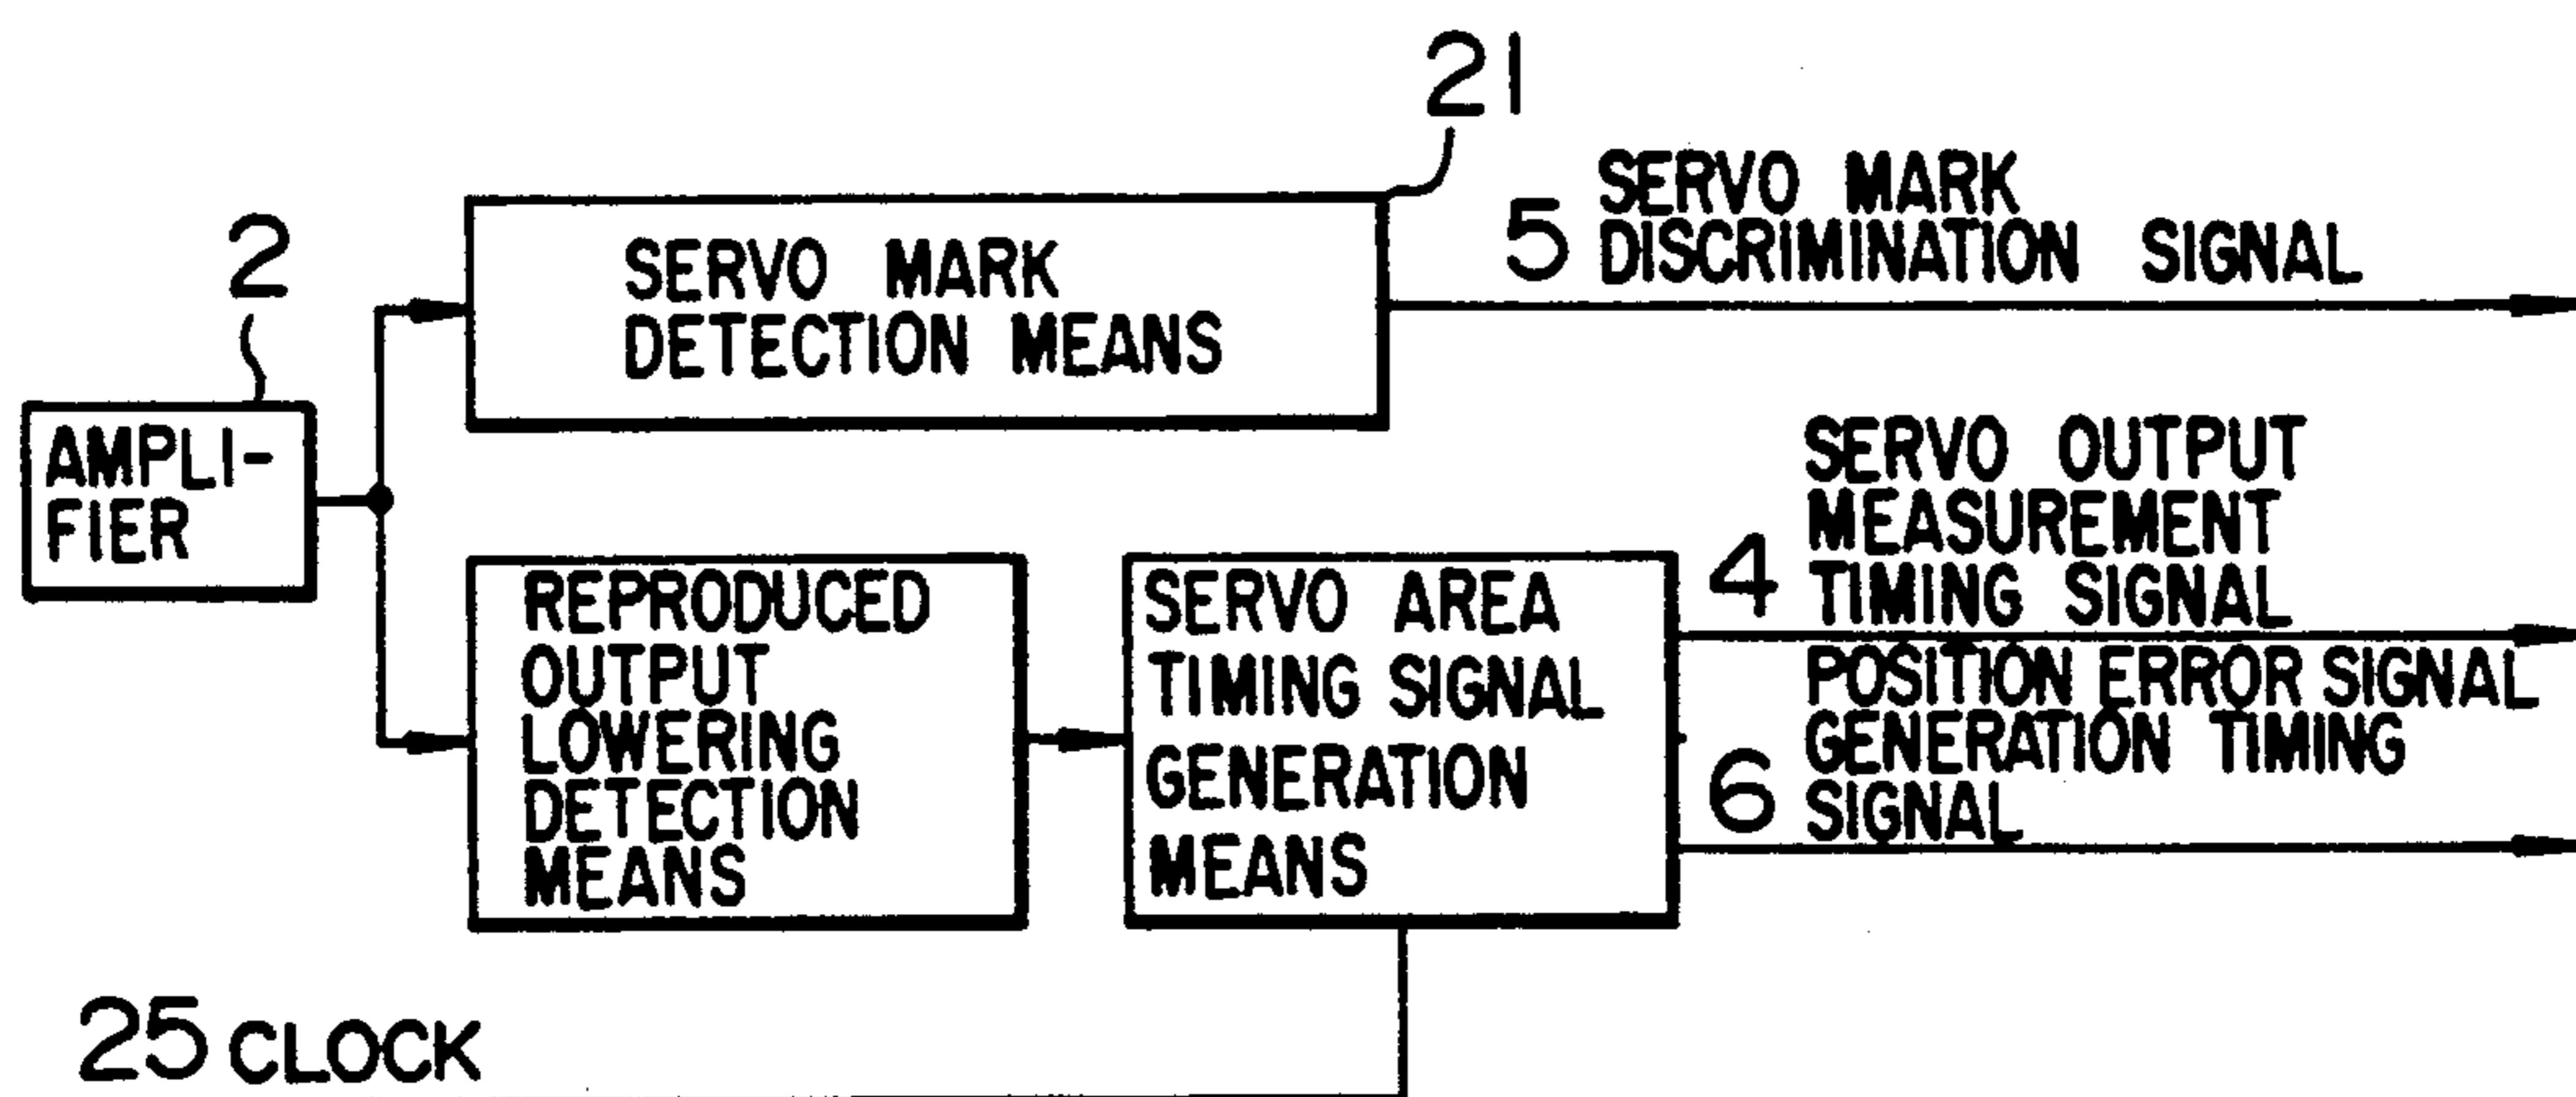 21
2
SERVO MARK
DETECTION MEANS
5 SERVO MARK
DISCRIMINATION SIGNAL
AMPLI-
FIER
REPRODUCED
OUTPUT
LOWERING
DETECTION
MEANS
SERVO AREA
TIMING SIGNAL
GENERATION
MEANS
4 SERVO OUTPUT
MEASUREMENT
TIMING SIGNAL
6 POSITION ERROR SIGNAL
GENERATION TIMING
SIGNAL
25 CLOCK